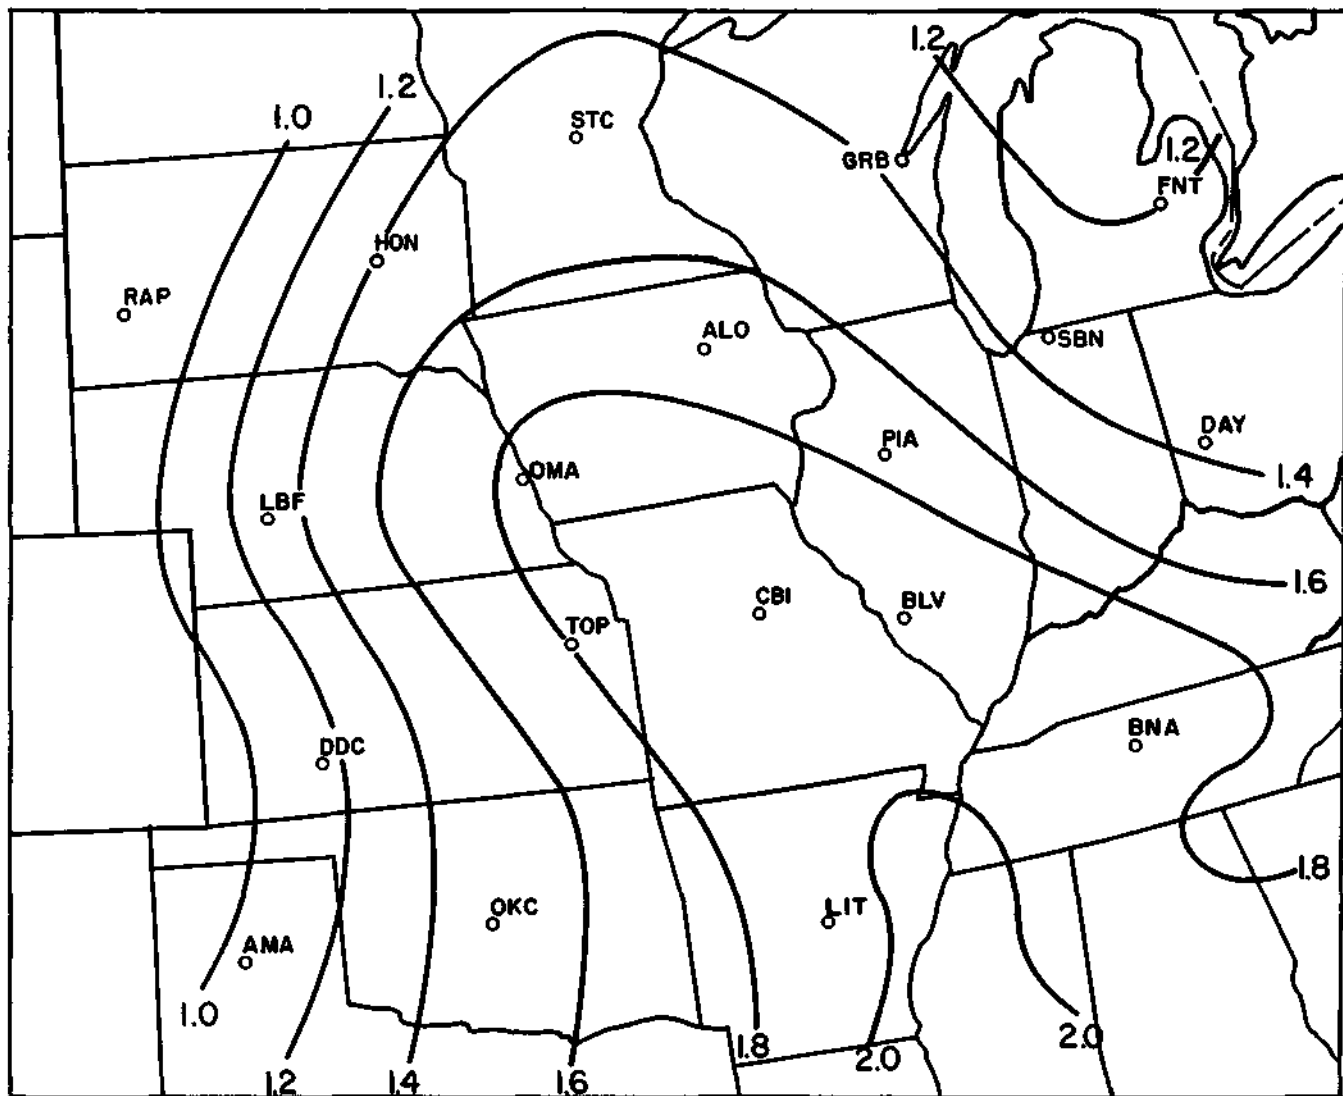 1.2
1.2
1.0
STC
GRB
1.2
FNT
HON
RAP
ALO
SBN
DAY
PIA
OMA
1.4
LBF
1.6
CBI
BLV
TOP
BNA
DDC
1.8
OKC
LIT
AMA
1.0
2.0
1.8
2.0
1.2
1.4
1.6